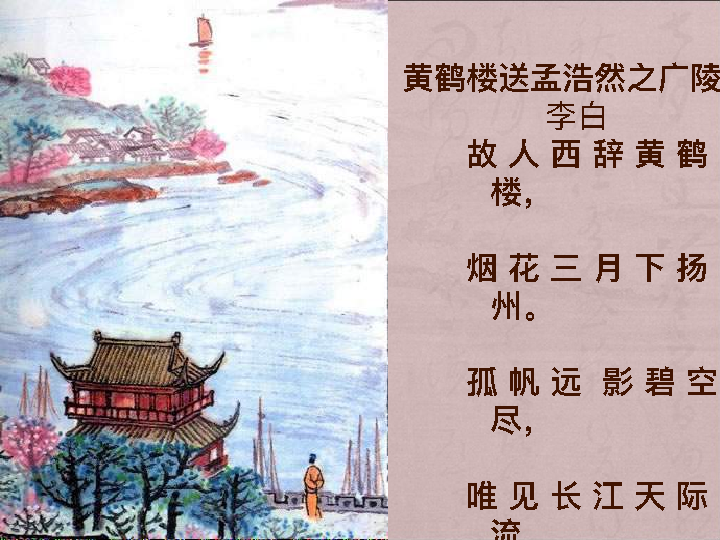 黄鹤楼送孟浩然之广陵
李白
故人西辞黄鹤
楼，
烟花三月下扬
州。
孤帆远 影碧空
尽，
唯见长江天际
流